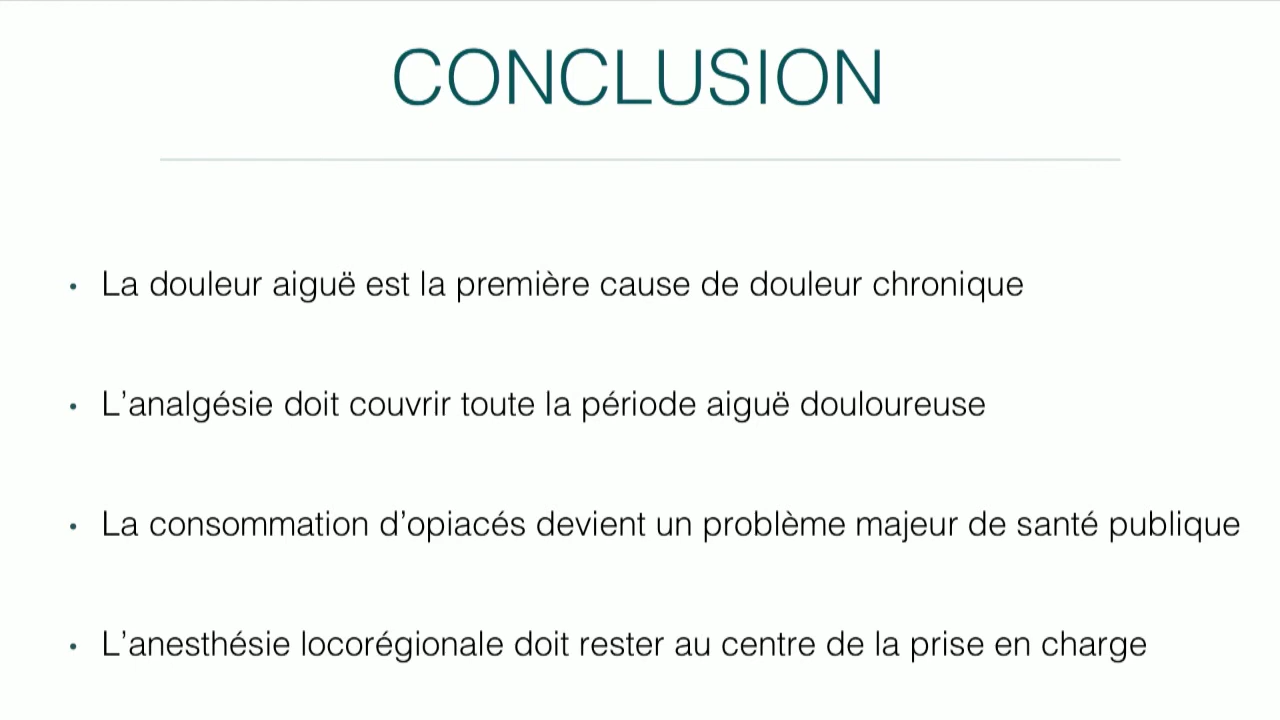 CONCLUSION
• La douleur aiguë est la première cause de douleur chronique
• L’analgésie doit couvrir toute la période aiguë douloureuse
• La consommation d’opiacés devient un problème majeur de santé publique
• L’anesthésie locorégionale doit rester au centre de la prise en charge